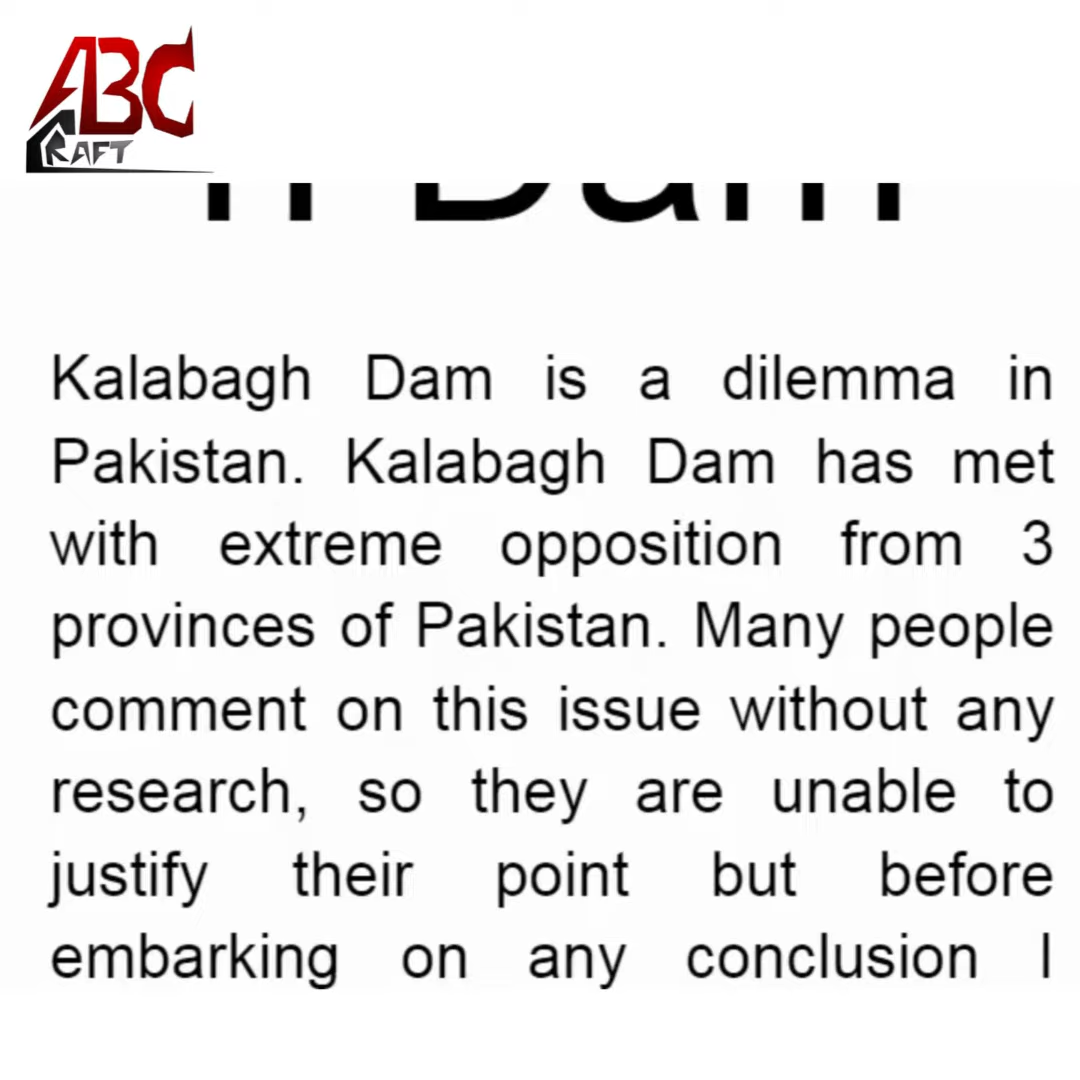 ABC
CRAFT
Dam
Kalabagh Dam is a dilemma in
Pakistan. Kalabagh Dam has met
with extreme opposition from 3
provinces of Pakistan. Many people
comment on this issue without any
research, so they are unable to
justify their point but before
embarking on any conclusion I